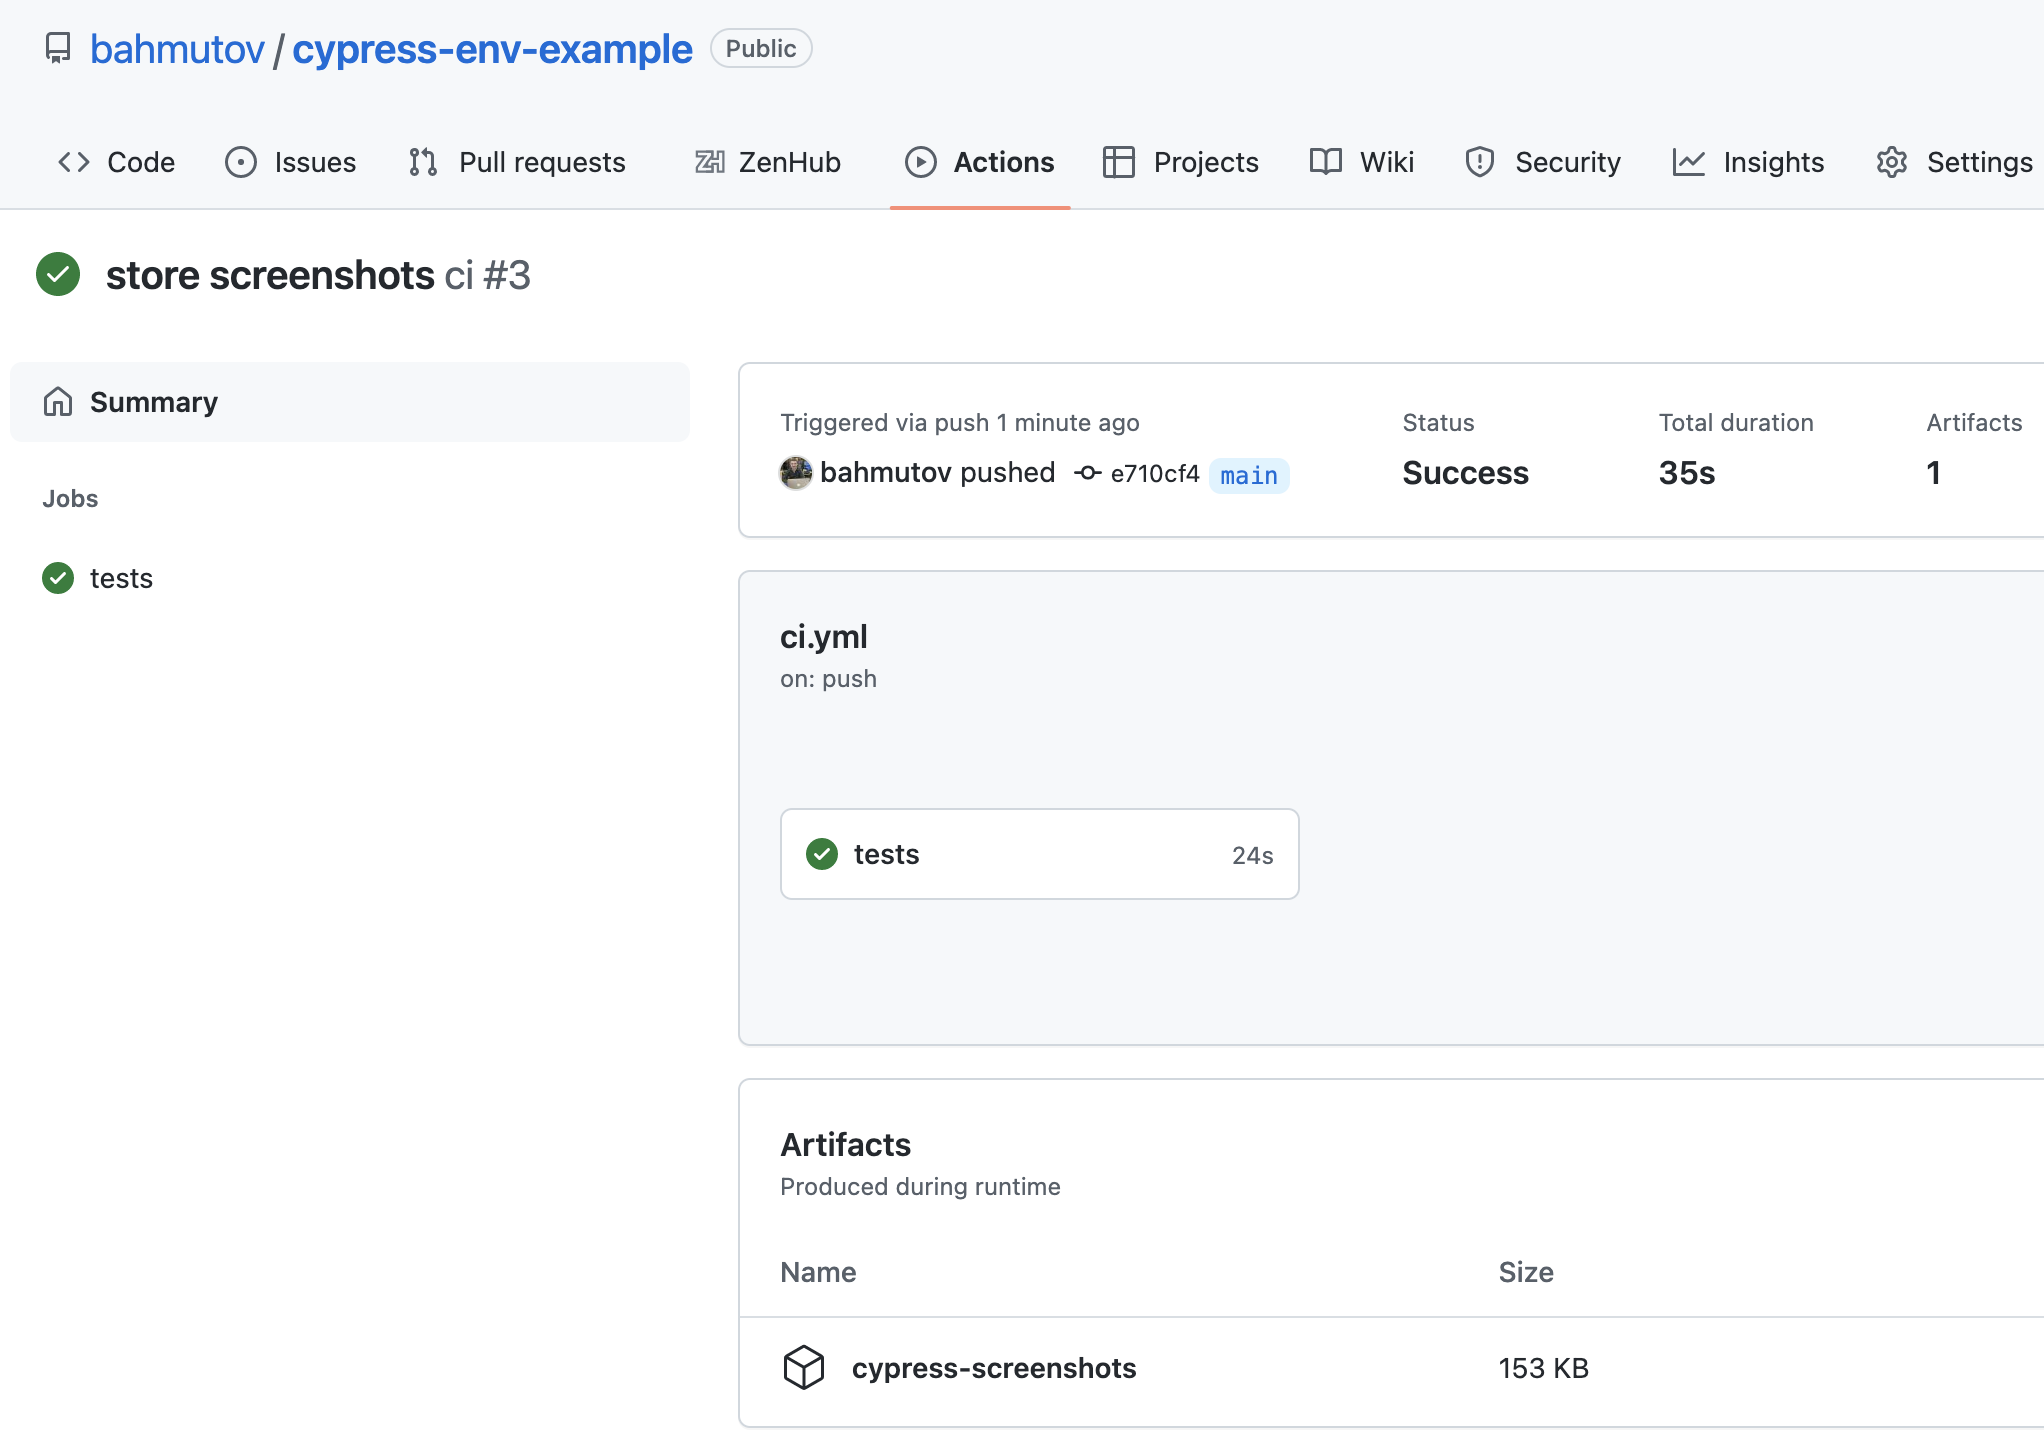 bahmutov / cypress-env-example Public
Code Issues Pull requests ZenHub Actions Projects Wiki Security Insights Settings
store screenshots ci #3
Summary
Jobs
tests
Triggered via push 1 minute ago
bahmutov pushed e710cf4 main
Status
Success
Total duration
35s
Artifacts
1
ci.yml
on: push
tests 24s
Artifacts
Produced during runtime
Name Size
cypress-screenshots 153 KB